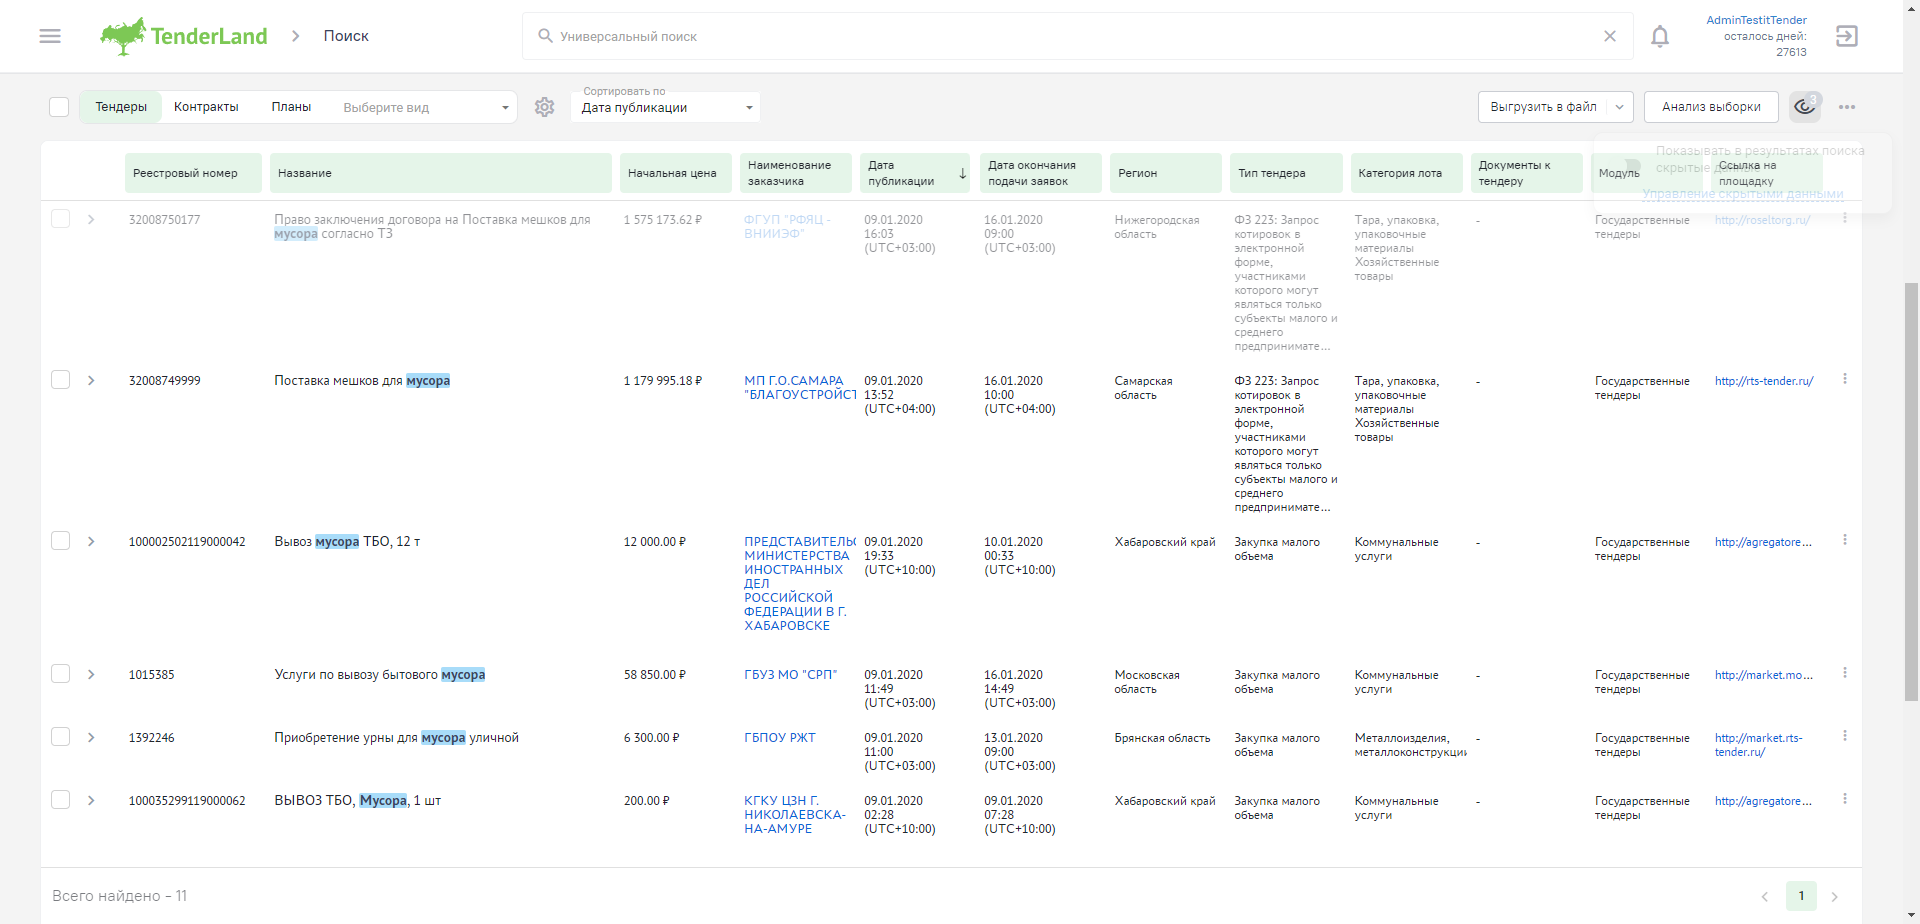 TenderLand
Поиск
Универсальный поиск
AdminTestitTender
осталось дней:
27613
Тендеры Контракты Планы Выберите вид
Сортировать по
Дата публикации
Выгрузить в файл
Анализ выборки
3
Показывать в результатах поиска
скрытые данные
Управление скрытыми данными
Реестровый номер
Название
Начальная цена
Наименование
заказчика
Дата
публикации
Дата окончания
подачи заявок
Регион
Тип тендера
Категория лота
Документы к
тендеру
Модуль
Ссылка на
площадку
32008750177
Право заключения договора на Поставка мешков для
мусора согласно ТЗ
1 575 173.62 ₽
ФГУП "РФЯЦ -
ВНИИЭФ"
09.01.2020
16:03
(UTC+03:00)
16.01.2020
09:00
(UTC+03:00)
Нижегородская
область
ФЗ 223: Запрос
котировок в
электронной
форме,
участниками
которого могут
являться только
субъекты малого и
среднего
предпринимате...
Тара, упаковка,
упаковочные
материалы
Хозяйственные
товары
-
Государственные
тендеры
http://roseltorg.ru/
32008749999
Поставка мешков для мусора
1 179 995.18 ₽
МП Г.О.САМАРА
"БЛАГОУСТРОЙСТ
09.01.2020
13:52
(UTC+04:00)
16.01.2020
10:00
(UTC+04:00)
Самарская
область
ФЗ 223: Запрос
котировок в
электронной
форме,
участниками
которого могут
являться только
субъекты малого и
среднего
предпринимате...
Тара, упаковка,
упаковочные
материалы
Хозяйственные
товары
-
Государственные
тендеры
http://rts-tender.ru/
100002502119000042
Вывоз мусора ТБО, 12 т
12 000.00 ₽
ПРЕДСТАВИТЕЛЬС
МИНИСТЕРСТВА
ИНОСТРАННЫХ
ДЕЛ
РОССИЙСКОЙ
ФЕДЕРАЦИИ В Г.
ХАБАРОВСКЕ
09.01.2020
19:33
(UTC+10:00)
10.01.2020
00:33
(UTC+10:00)
Хабаровский край
Закупка малого
объема
Коммунальные
услуги
-
Государственные
тендеры
http://agregatore...
1015385
Услуги по вывозу бытового мусора
58 850.00 ₽
ГБУЗ МО "СРП"
09.01.2020
11:49
(UTC+03:00)
16.01.2020
14:49
(UTC+03:00)
Московская
область
Закупка малого
объема
Коммунальные
услуги
-
Государственные
тендеры
http://market.mo...
1392246
Приобретение урны для мусора уличной
6 300.00 ₽
ГБПОУ РЖТ
09.01.2020
11:00
(UTC+03:00)
13.01.2020
09:00
(UTC+03:00)
Брянская область
Закупка малого
объема
Металлоизделия,
металлоконструкции
-
Государственные
тендеры
http://market.rts-
tender.ru/
100035299119000062
ВЫВОЗ ТБО, Мусора, 1 шт
200.00 ₽
КГКУ ЦЗН Г.
НИКОЛАЕВСКА-
НА-АМУРЕ
09.01.2020
02:28
(UTC+10:00)
09.01.2020
07:28
(UTC+10:00)
Хабаровский край
Закупка малого
объема
Коммунальные
услуги
-
Государственные
тендеры
http://agregatore...
Всего найдено - 11
1